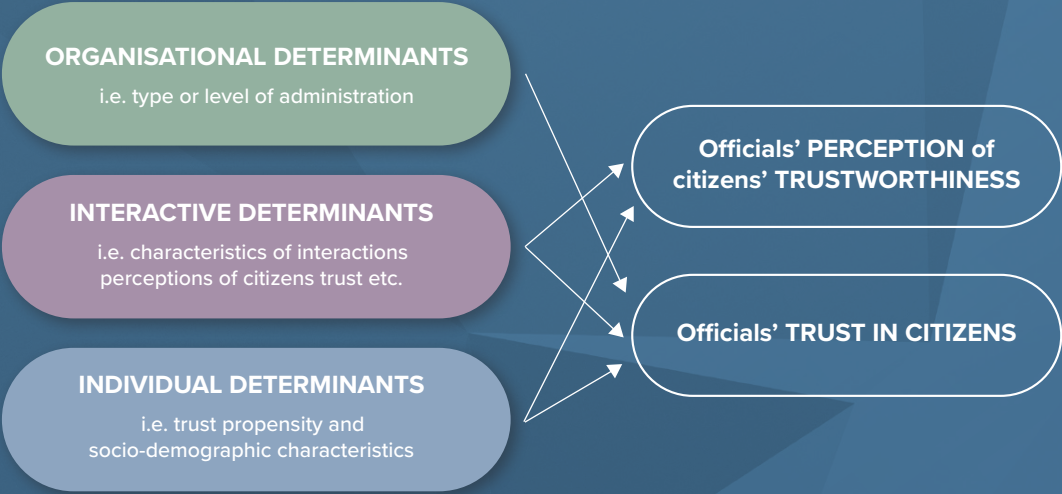 ORGANISATIONAL DETERMINANTS
i.e. type or level of administration
INTERACTIVE DETERMINANTS
i.e. characteristics of interactions
perceptions of citizens trust etc.
INDIVIDUAL DETERMINANTS
i.e. trust propensity and
socio-demographic characteristics
Officials’ PERCEPTION of
citizens’ TRUSTWORTHINESS
Officials’ TRUST IN CITIZENS